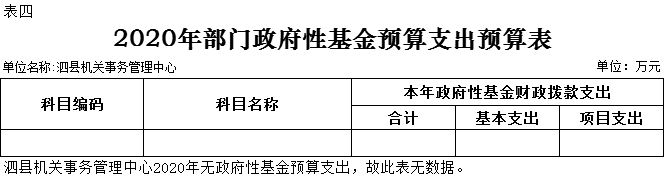 表四
2020年部门政府性基金预算支出预算表
单位名称:泗县机关事务管理中心 单位：万元
科目编码 科目名称 本年政府性基金财政拨款支出
合计 基本支出 项目支出
泗县机关事务管理中心2020年无政府性基金预算支出，故此表无数据。